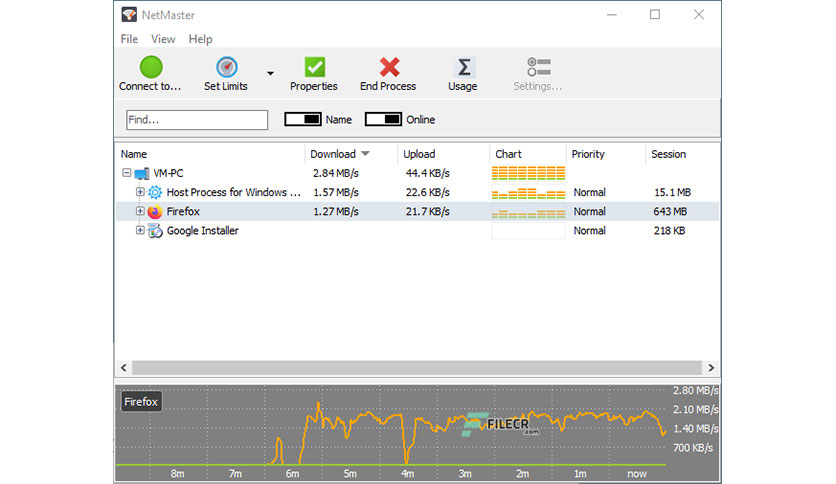 NetMaster
File View Help
Connect to... Set Limits Properties End Process Usage Settings...
Find... Name Online
Name Download Upload Chart Priority Session
VM-PC 2.84 MB/s 44.4 KB/s
Host Process for Windows ... 1.57 MB/s 22.6 KB/s Normal 15.1 MB
Firefox 1.27 MB/s 21.7 KB/s Normal 643 MB
Google Installer Normal 218 KB
2.80 MB/s
Firefox 2.10 MB/s
FILECR 1.40 MB/s
.com
700 KB/s
8m 7m 6m 5m 4m 3m 2m 1m now